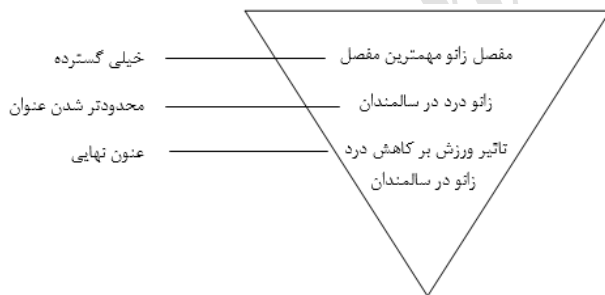 مفصل زانو مهمترین مفصل
خیلی گسترده
زانو درد در سالمندان
محدودتر شدن عنوان
تاثیر ورزش بر کاهش درد
زانو در سالمندان
عنون نهایی